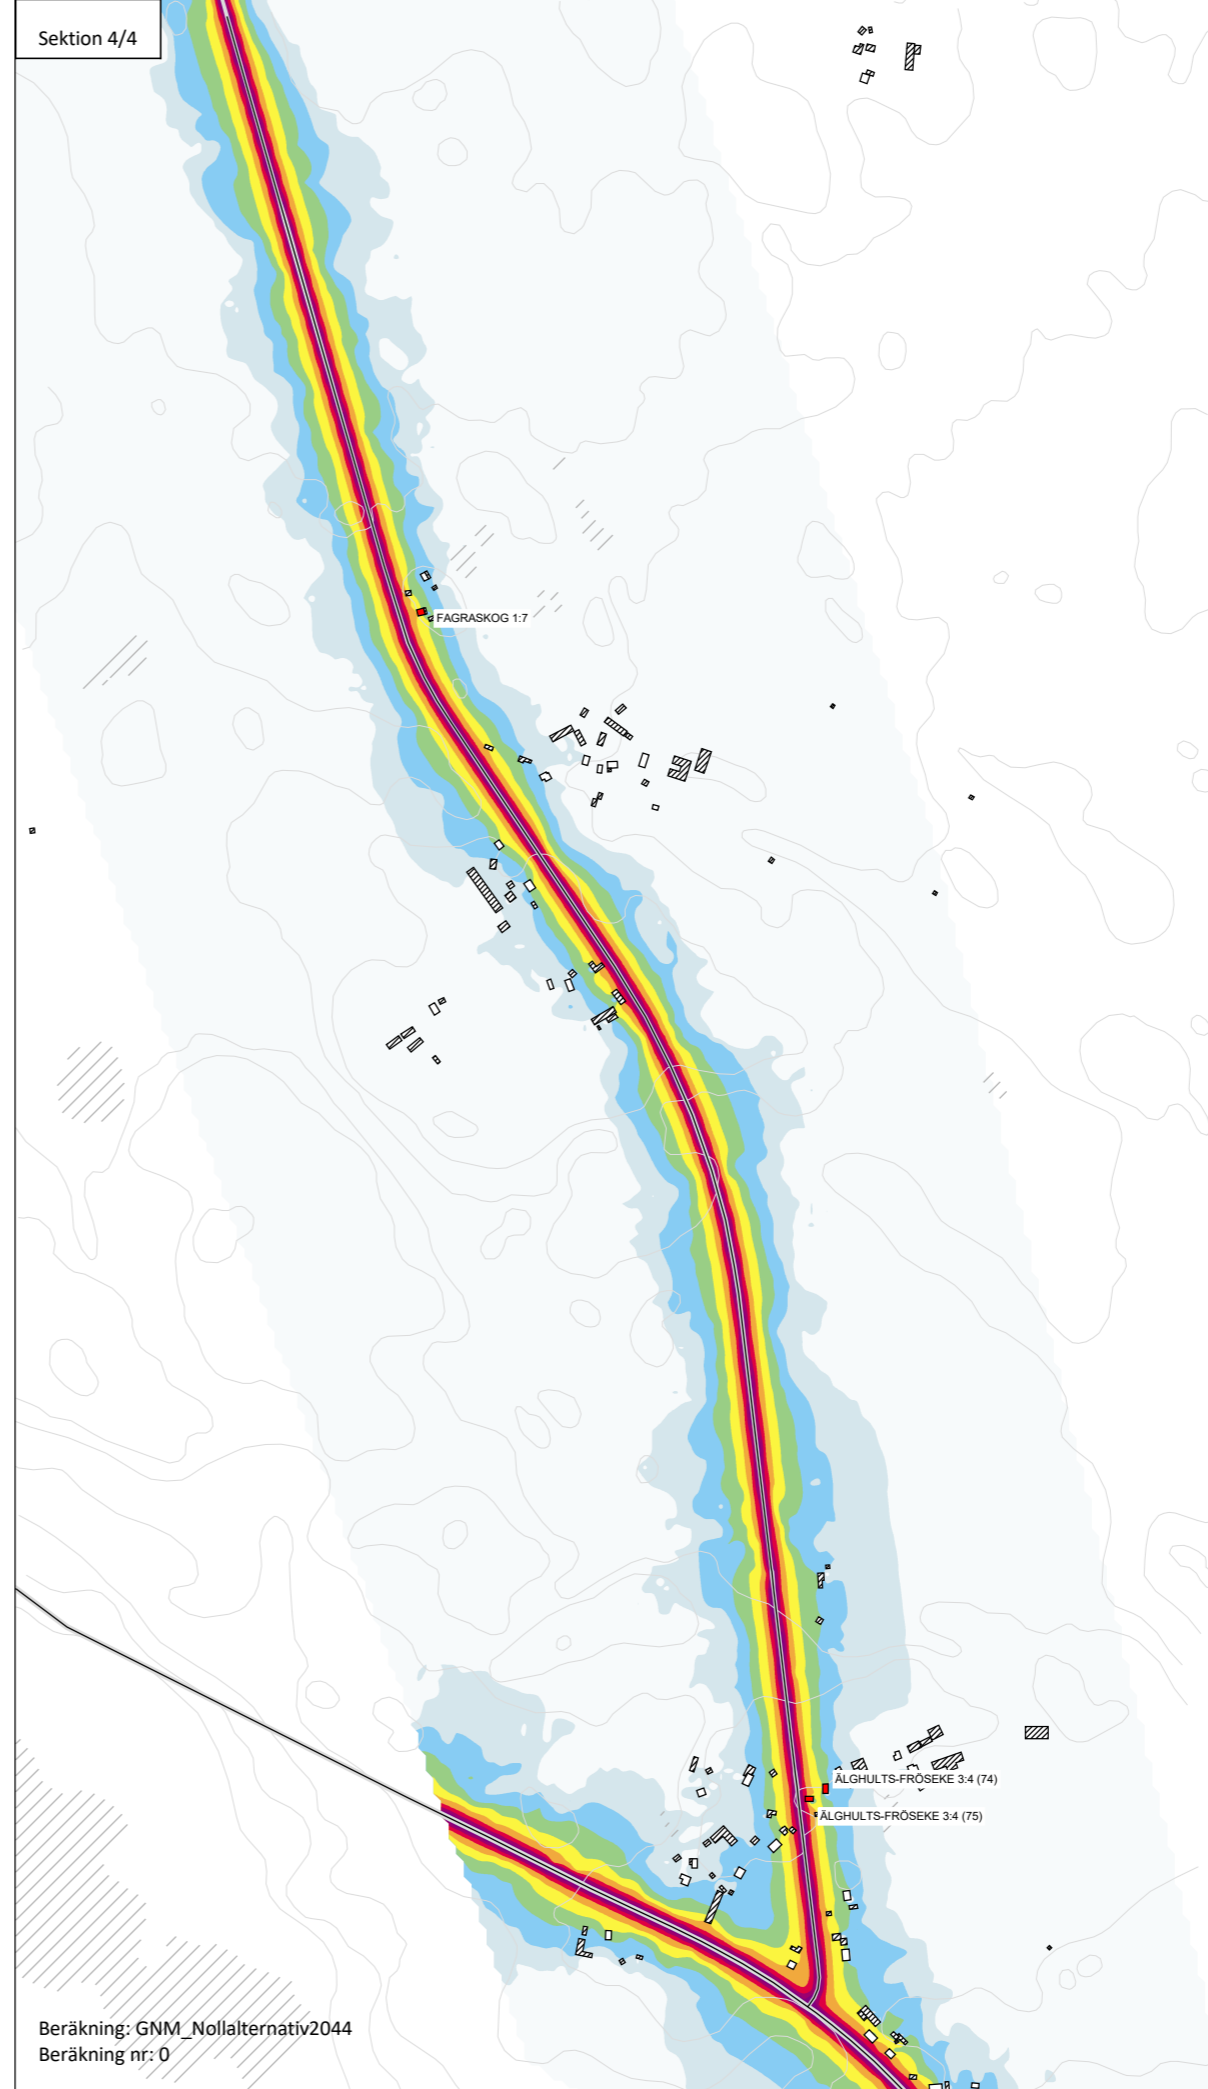 Sektion 4/4
FAGRASKOG 1:7
ÄLGHULTS-FRÖSEKE 3:4 (74)
ÄLGHULTS-FRÖSEKE 3:4 (75)
Beräkning: GNM_Nollalternativ2044
Beräkning nr: 0